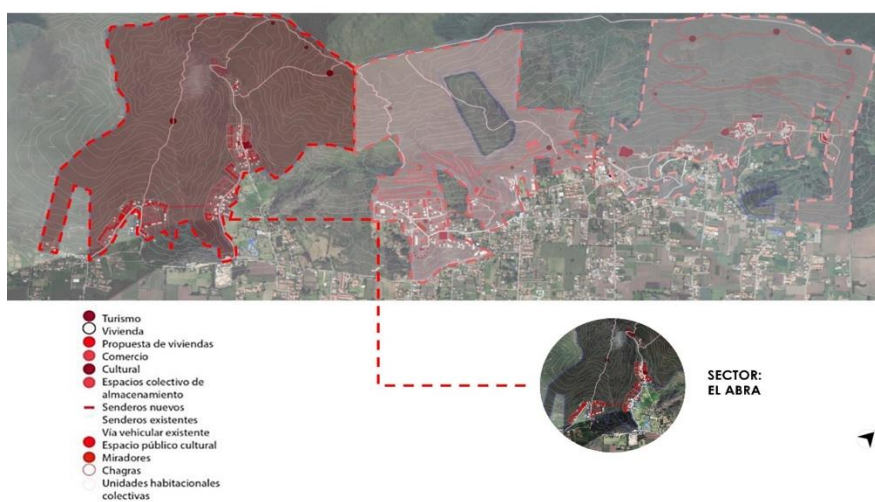 Turismo
Vivienda
Propuesta de viviendas
Comercio
Cultural
Espacios colectivo de
almacenamiento
Senderos nuevos
Senderos existentes
Vía vehicular existente
Espacio público cultural
Miradores
Chagras
Unidades habitacionales
colectivas
SECTOR:
EL ABRA